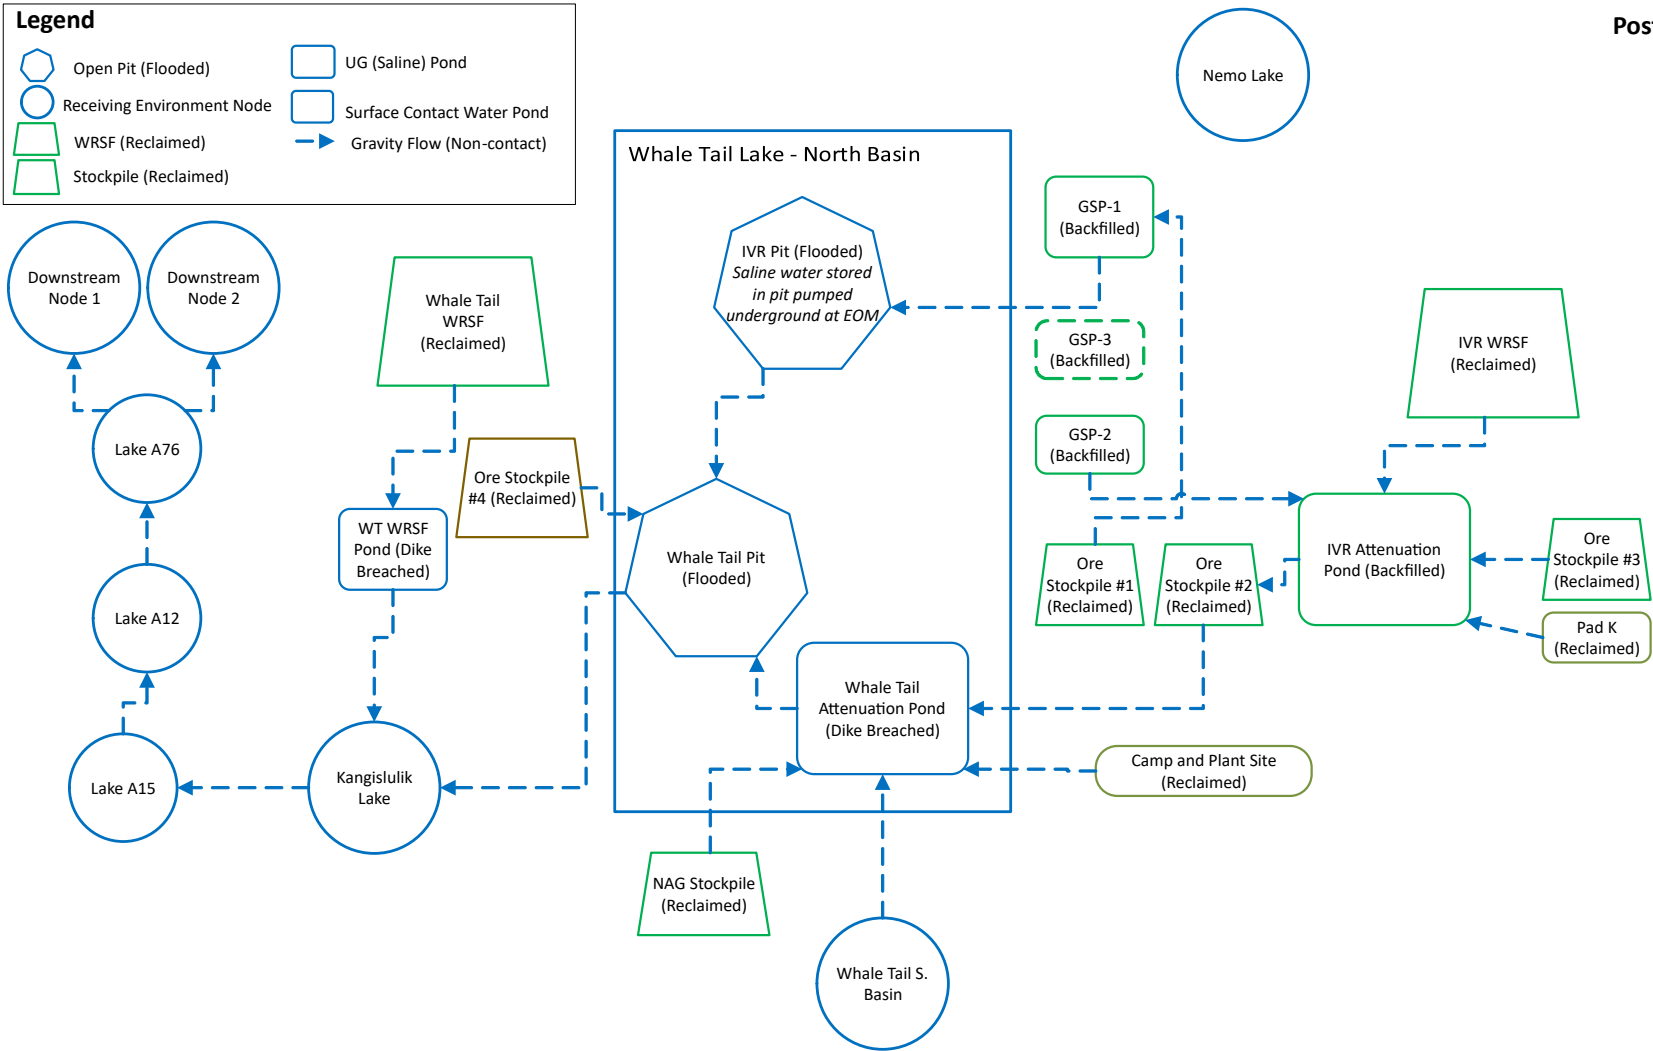 Legend
Open Pit (Flooded)
Receiving Environment Node
WRSF (Reclaimed)
Stockpile (Reclaimed)
UG (Saline) Pond
Surface Contact Water Pond
Gravity Flow (Non-contact)
Nemo Lake
Whale Tail Lake - North Basin
IVR Pit (Flooded)
Saline water stored
in pit pumped
underground at EOM
GSP-1
(Backfilled)
GSP-3
(Backfilled)
GSP-2
(Backfilled)
IVR WRSF
(Reclaimed)
Downstream
Node 1
Downstream
Node 2
Whale Tail
WRSF
(Reclaimed)
Lake A76
Ore Stockpile
#4 (Reclaimed)
WT WRSF
Pond (Dike
Breached)
Whale Tail Pit
(Flooded)
Ore
Stockpile #1
(Reclaimed)
Ore
Stockpile #2
(Reclaimed)
IVR Attenuation
Pond (Backfilled)
Ore
Stockpile #3
(Reclaimed)
Pad K
(Reclaimed)
Lake A12
Whale Tail
Attenuation Pond
(Dike Breached)
Camp and Plant Site
(Reclaimed)
Lake A15
Kangislulik
Lake
NAG Stockpile
(Reclaimed)
Whale Tail S.
Basin